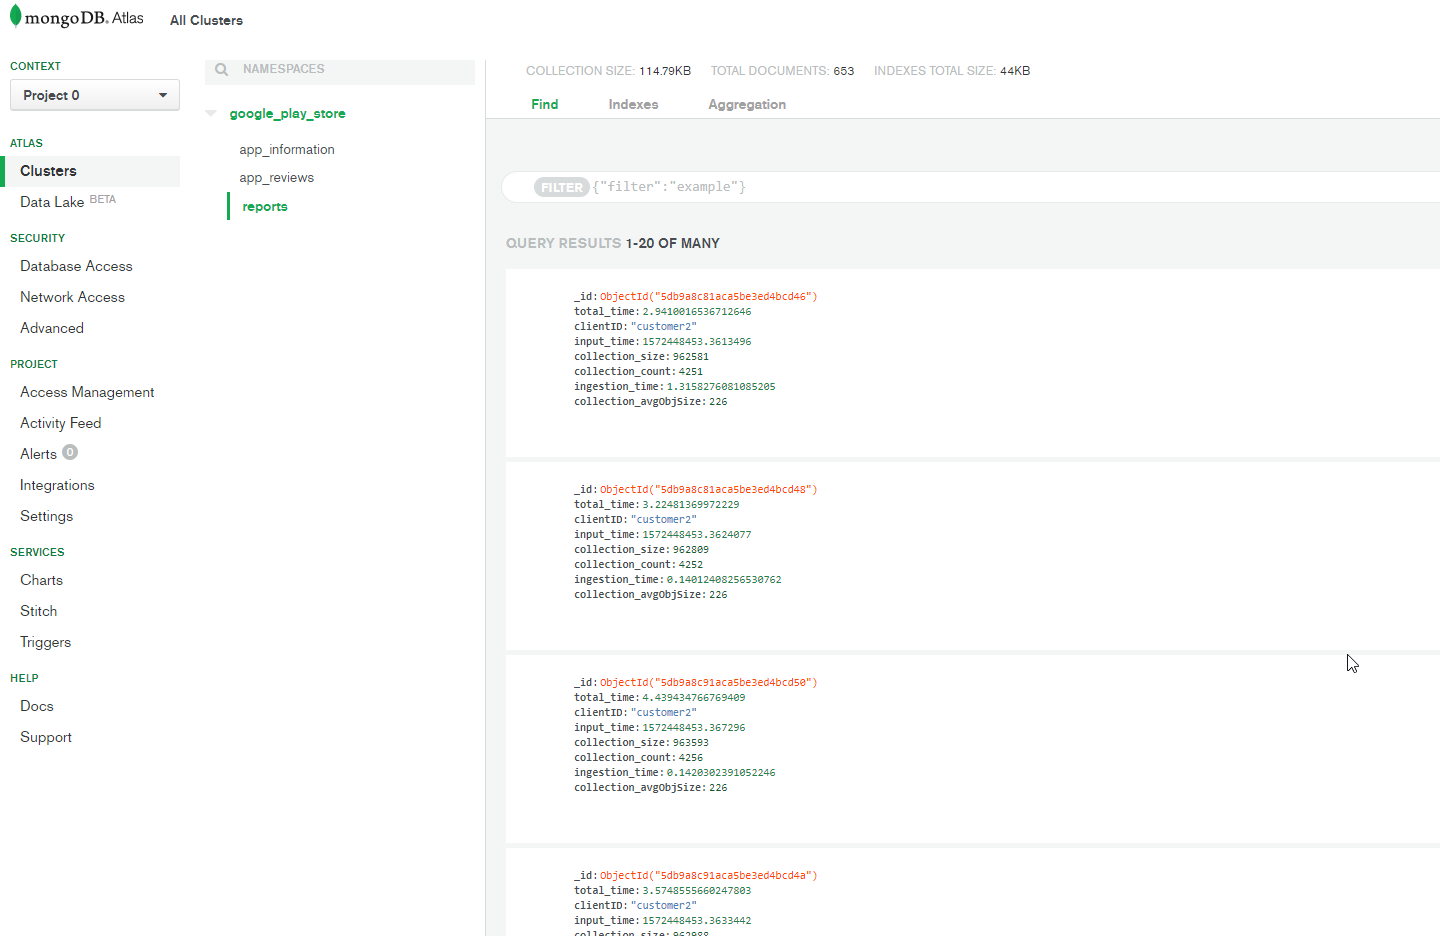 mongoDB. Atlas
All Clusters
CONTEXT
Project 0
ATLAS
Clusters
Data Lake BETA
SECURITY
Database Access
Network Access
Advanced
PROJECT
Access Management
Activity Feed
Alerts 0
Integrations
Settings
SERVICES
Charts
Stitch
Triggers
HELP
Docs
Support
NAMESPACES
google_play_store
app_information
app_reviews
reports
COLLECTION SIZE: 114.79KB TOTAL DOCUMENTS: 653 INDEXES TOTAL SIZE: 44KB
Find Indexes Aggregation
FILTER {"filter":"example"}
QUERY RESULTS 1-20 OF MANY
_id: ObjectId("5db9a8c81aca5be3ed4bcd46")
total_time: 2.9410016536712646
clientID: "customer2"
input_time: 1572448453.3613496
collection_size: 962581
collection_count: 4251
ingestion_time: 1.3158276081085205
collection_avgObjSize: 226
_id: ObjectId("5db9a8c81aca5be3ed4bcd48")
total_time: 3.22481369972229
clientID: "customer2"
input_time: 1572448453.3624077
collection_size: 962809
collection_count: 4252
ingestion_time: 0.14012408256530762
collection_avgObjSize: 226
_id: ObjectId("5db9a8c91aca5be3ed4bcd50")
total_time: 4.439434766769409
clientID: "customer2"
input_time: 1572448453.367296
collection_size: 963593
collection_count: 4256
ingestion_time: 0.1420302391052246
collection_avgObjSize: 226
_id: ObjectId("5db9a8c91aca5be3ed4bcd4a")
total_time: 3.5748555660247803
clientID: "customer2"
input_time: 1572448453.3633442
collection_size: 962988